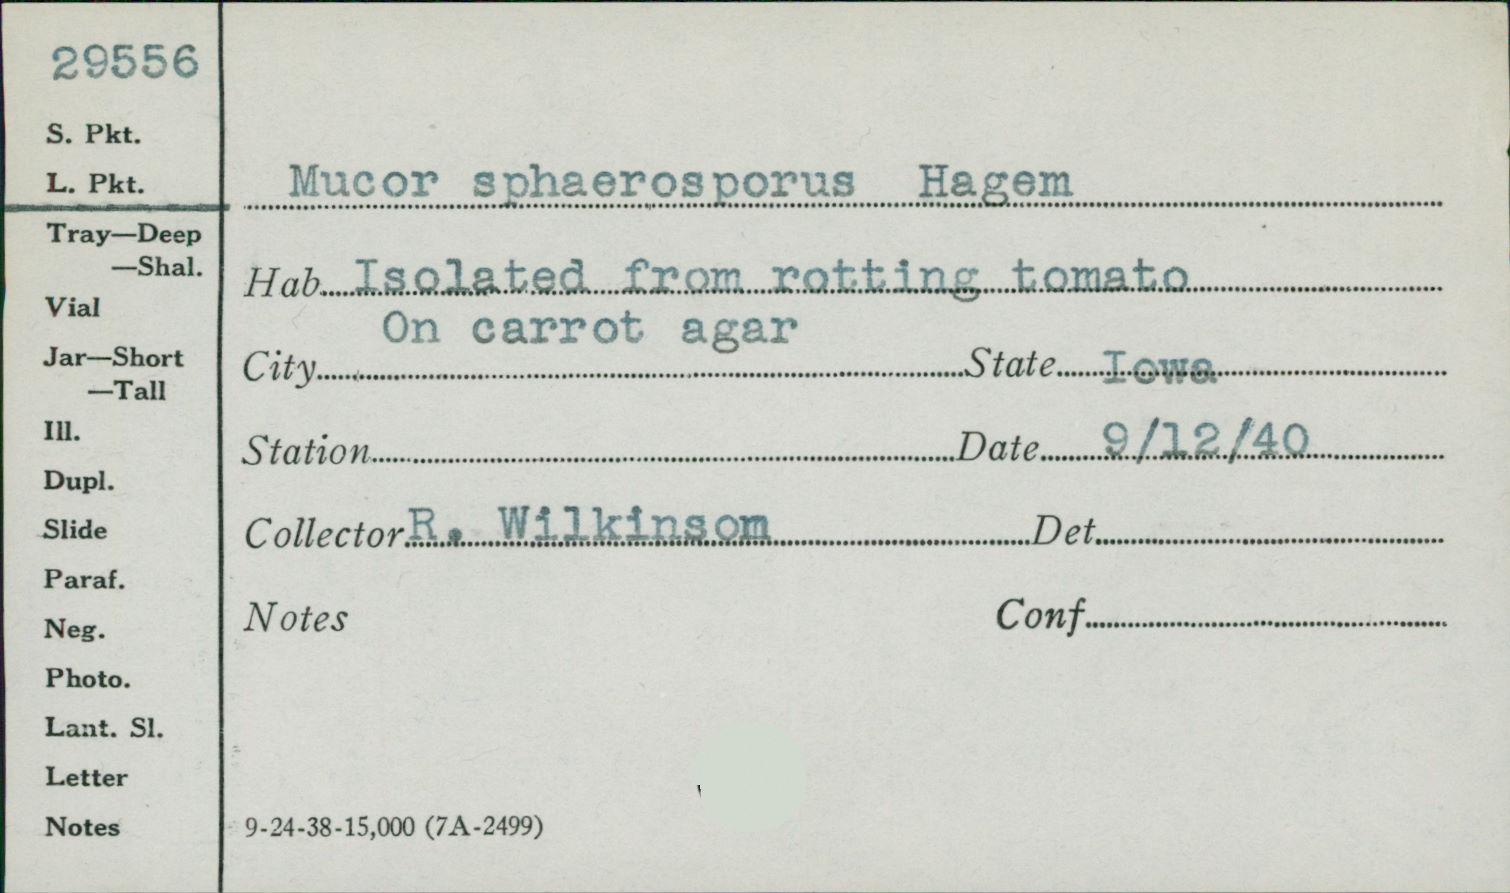 29556
S. Pkt.
L. Pkt.
Tray—Deep
—Shal.
Vial
Jar—Short
—Tall
Ill.
Dupl.
Slide
Paraf.
Neg.
Photo.
Lant. Sl.
Letter
Notes
Mucor sphaerosporus Hagem
Hab. Isolated from rotting tomato
On carrot agar
City State Iowa
Station Date 9/12/40
Collector R. Wilkinsom Det.
Notes Conf.
9-24-38-15,000 (7A-2499)